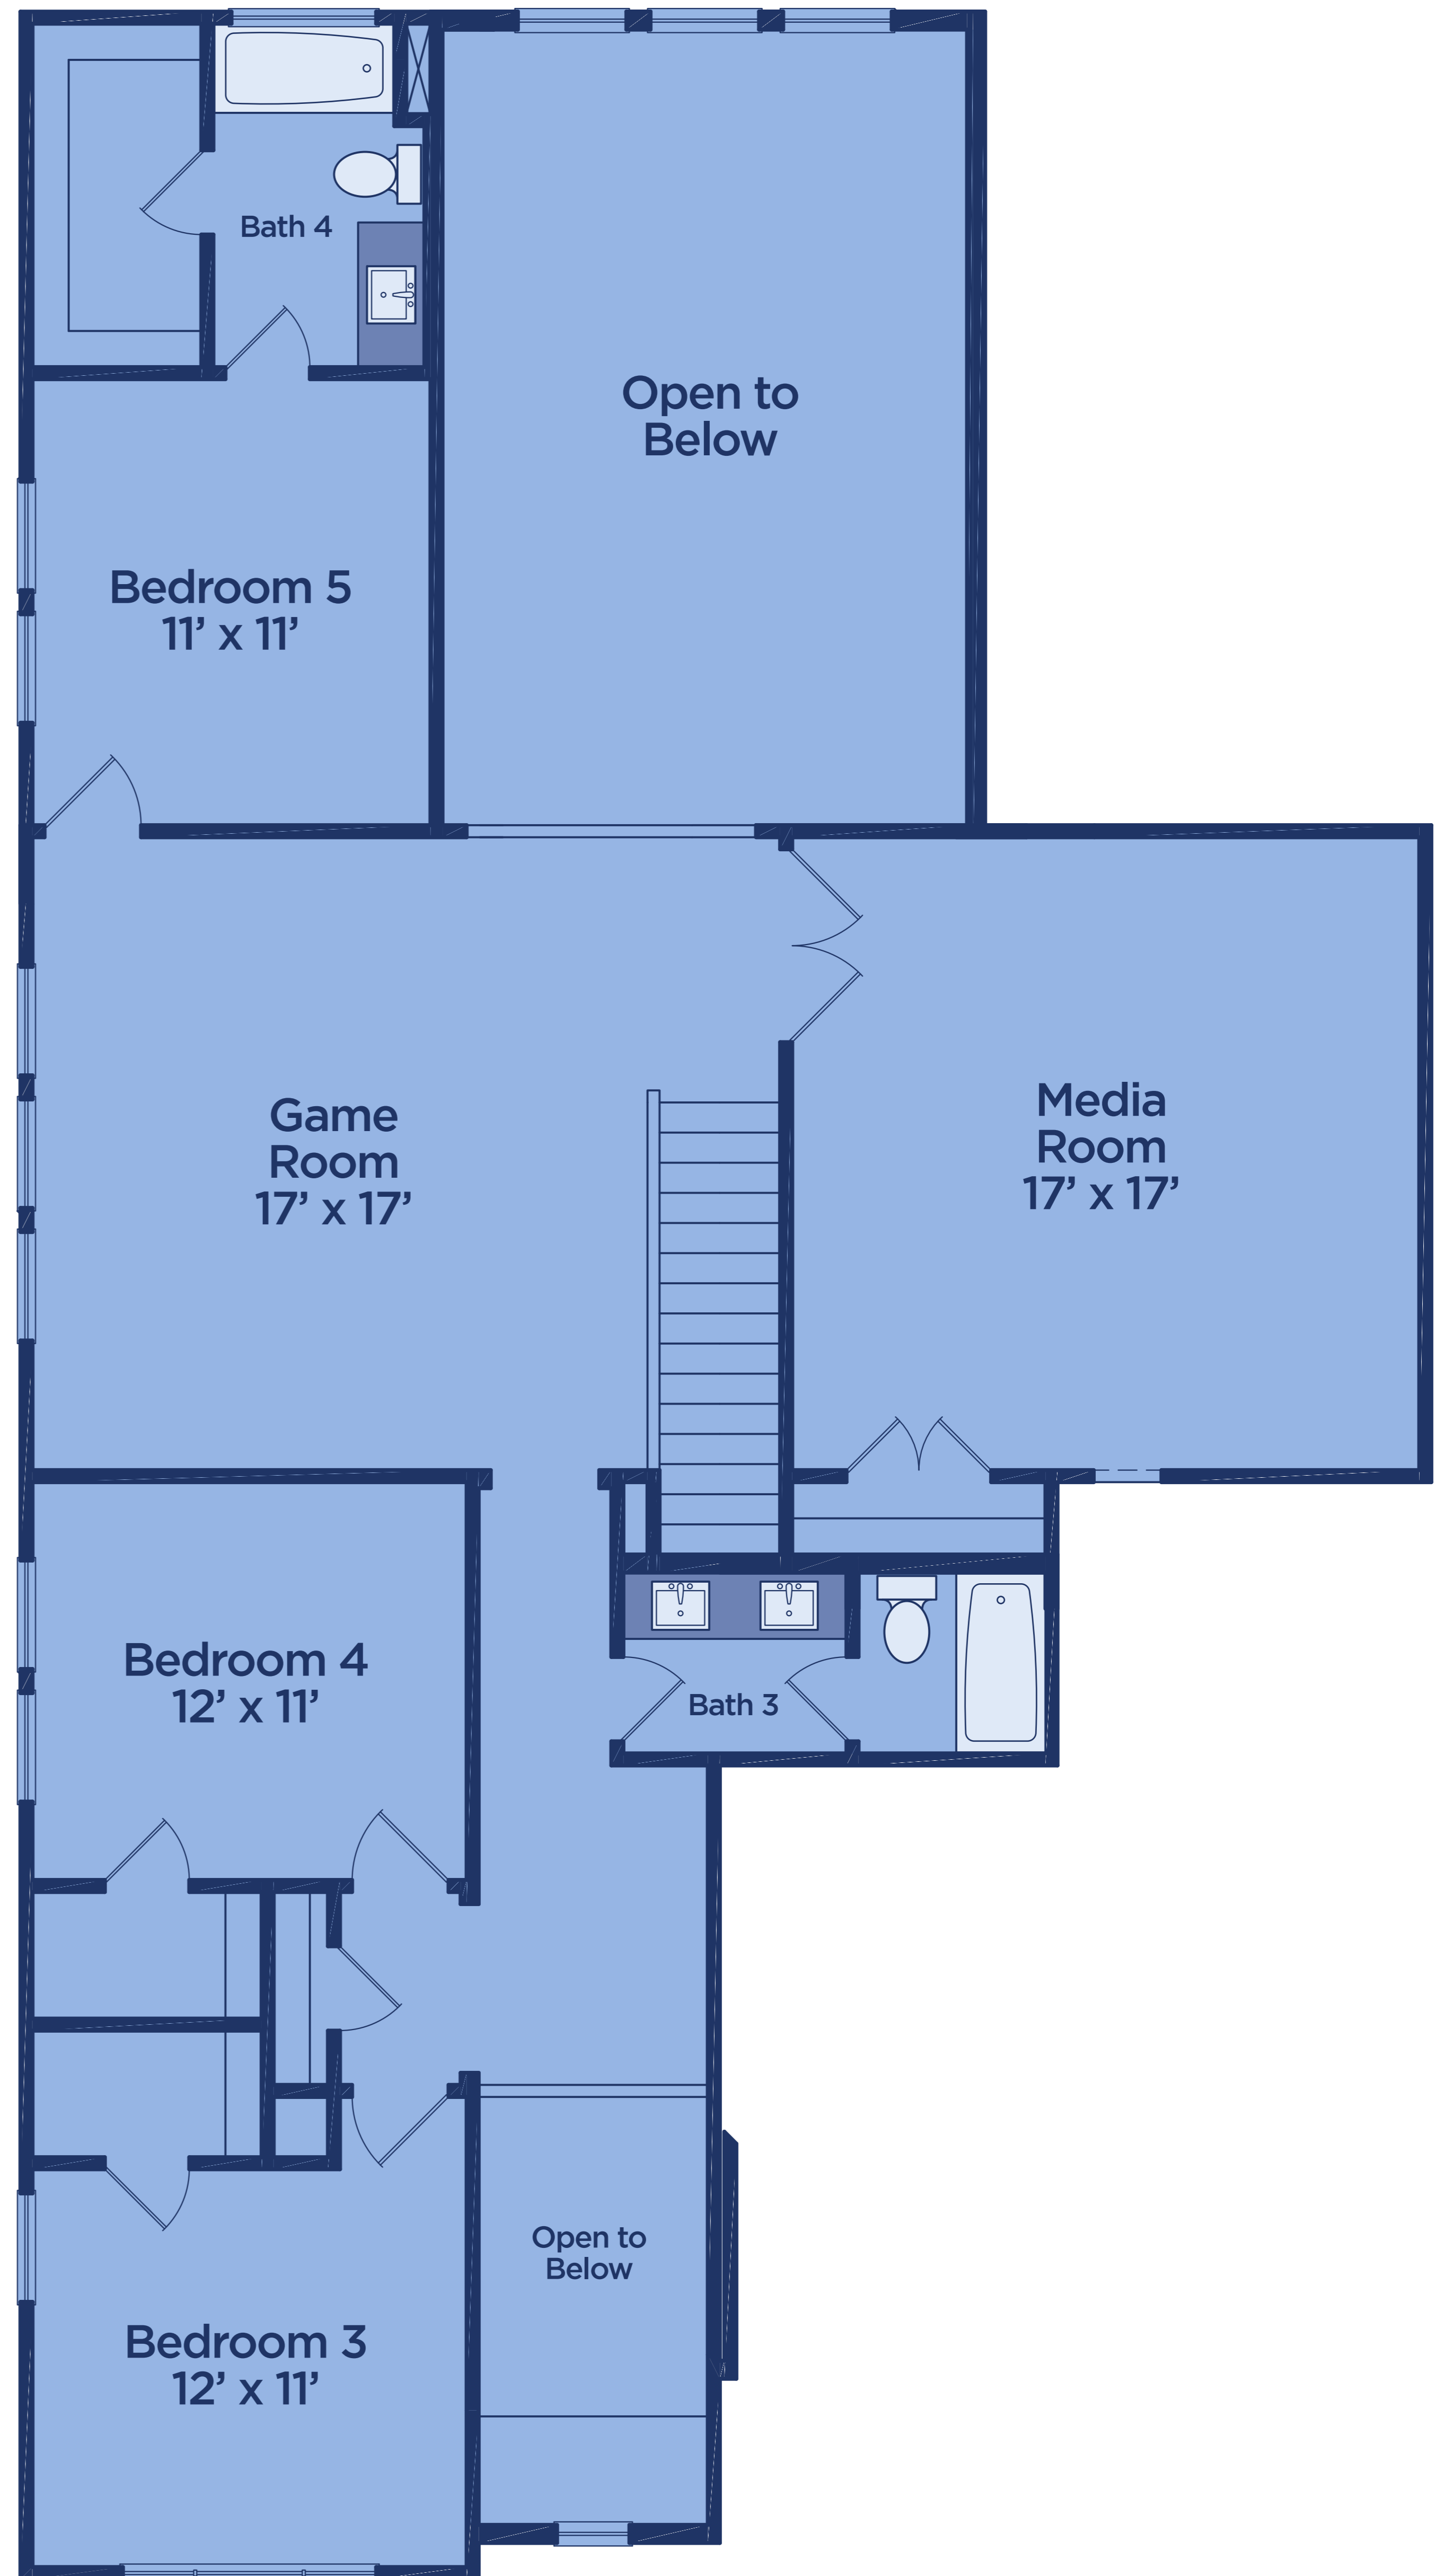 Bath 4
Open to
Below
Bedroom 5
11’ x 11’
Game
Room
17’ x 17’
Media
Room
17’ x 17’
Bedroom 4
12’ x 11’
Bath 3
Open to
Below
Bedroom 3
12’ x 11’